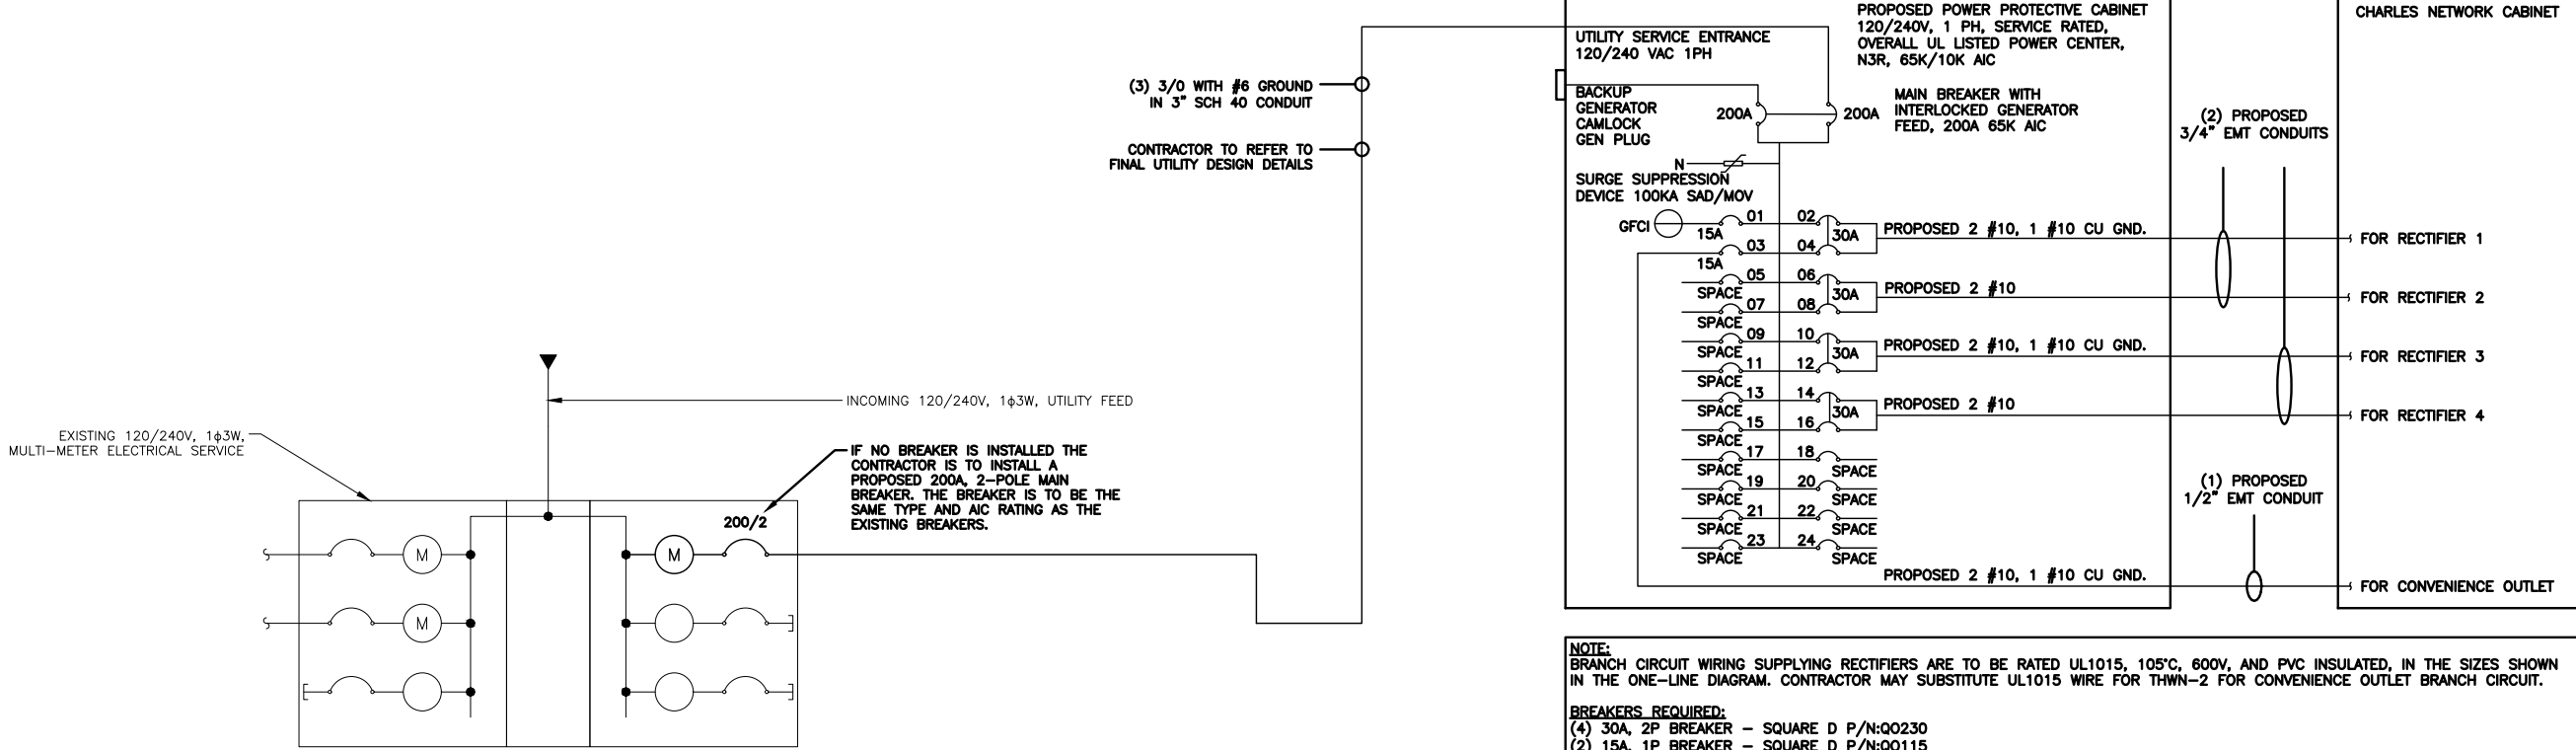 EXISTING 120/240V, 1ϕ3W,
MULTI-METER ELECTRICAL SERVICE
INCOMING 120/240V, 1ϕ3W, UTILITY FEED
IF NO BREAKER IS INSTALLED THE
CONTRACTOR IS TO INSTALL A
PROPOSED 200A, 2-POLE MAIN
BREAKER. THE BREAKER IS TO BE THE
SAME TYPE AND AIC RATING AS THE
EXISTING BREAKERS.
200/2
M
M
M
(3) 3/0 WITH #6 GROUND
IN 3" SCH 40 CONDUIT
CONTRACTOR TO REFER TO
FINAL UTILITY DESIGN DETAILS
UTILITY SERVICE ENTRANCE
120/240 VAC 1PH
PROPOSED POWER PROTECTIVE CABINET
120/240V, 1 PH, SERVICE RATED,
OVERALL UL LISTED POWER CENTER,
N3R, 65K/10K AIC
BACKUP
GENERATOR
CAMLOCK
GEN PLUG
200A
200A
MAIN BREAKER WITH
INTERLOCKED GENERATOR
FEED, 200A 65K AIC
N
SURGE SUPPRESSION
DEVICE 100KA SAD/MOV
GFCI
15A
01
02
30A
PROPOSED 2 #10, 1 #10 CU GND.
15A
03
04
SPACE
05
06
30A
PROPOSED 2 #10
SPACE
07
08
SPACE
09
10
30A
PROPOSED 2 #10, 1 #10 CU GND.
SPACE
11
12
SPACE
13
14
30A
PROPOSED 2 #10
SPACE
15
16
SPACE
17
18
SPACE
SPACE
19
20
SPACE
SPACE
21
22
SPACE
SPACE
23
24
SPACE
PROPOSED 2 #10, 1 #10 CU GND.
(2) PROPOSED
3/4" EMT CONDUITS
(1) PROPOSED
1/2" EMT CONDUIT
CHARLES NETWORK CABINET
FOR RECTIFIER 1
FOR RECTIFIER 2
FOR RECTIFIER 3
FOR RECTIFIER 4
FOR CONVENIENCE OUTLET
NOTE:
BRANCH CIRCUIT WIRING SUPPLYING RECTIFIERS ARE TO BE RATED UL1015, 105°C, 600V, AND PVC INSULATED, IN THE SIZES SHOWN
IN THE ONE-LINE DIAGRAM. CONTRACTOR MAY SUBSTITUTE UL1015 WIRE FOR THWN-2 FOR CONVENIENCE OUTLET BRANCH CIRCUIT.
BREAKERS REQUIRED:
(4) 30A, 2P BREAKER - SQUARE D P/N:QO230
(2) 15A, 1P BREAKER - SQUARE D P/N:QO115